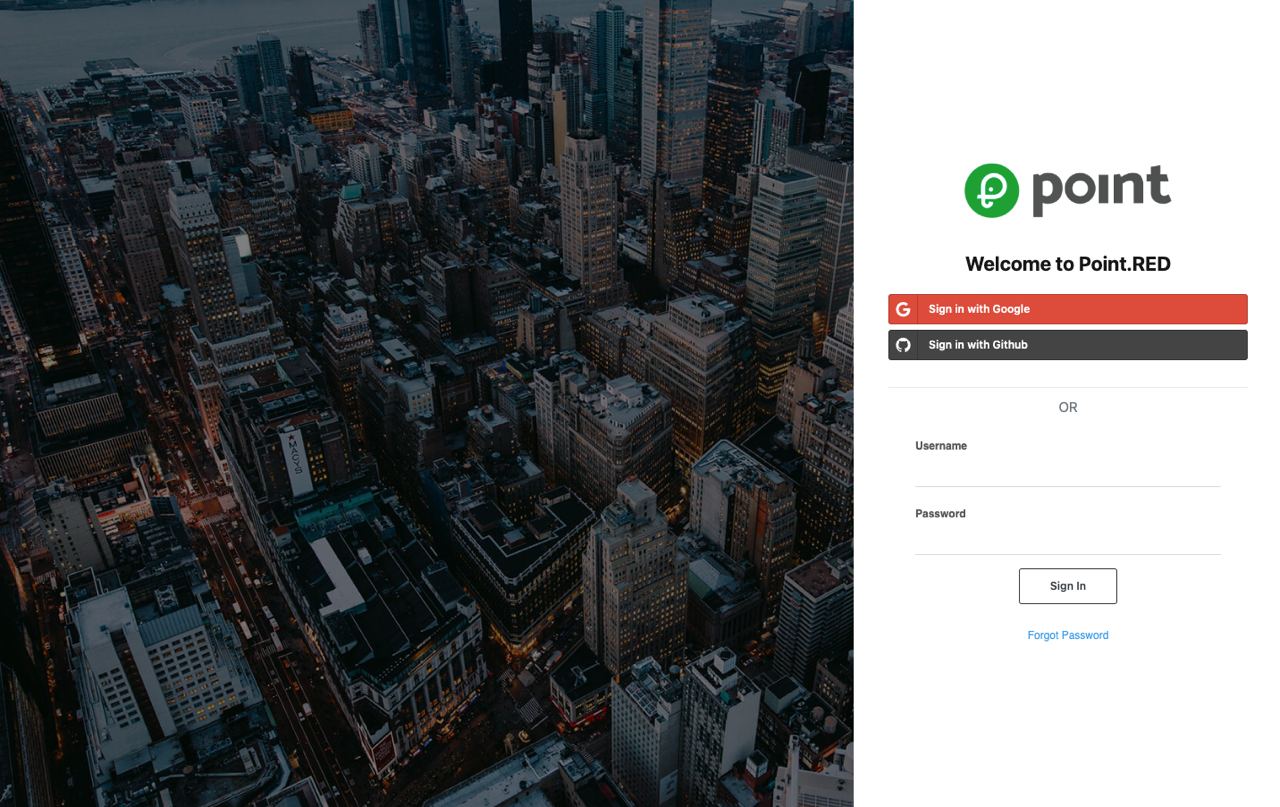 MACY'S
point
Welcome to Point.RED
Sign in with Google
Sign in with Github
OR
Username
Password
Sign In
Forgot Password